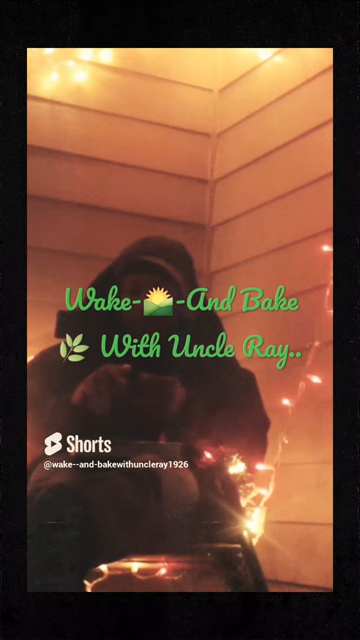 Wake-🌅-And Bake
🌿 With Uncle Ray..
Shorts
@wake--and-bakewithuncleray1926